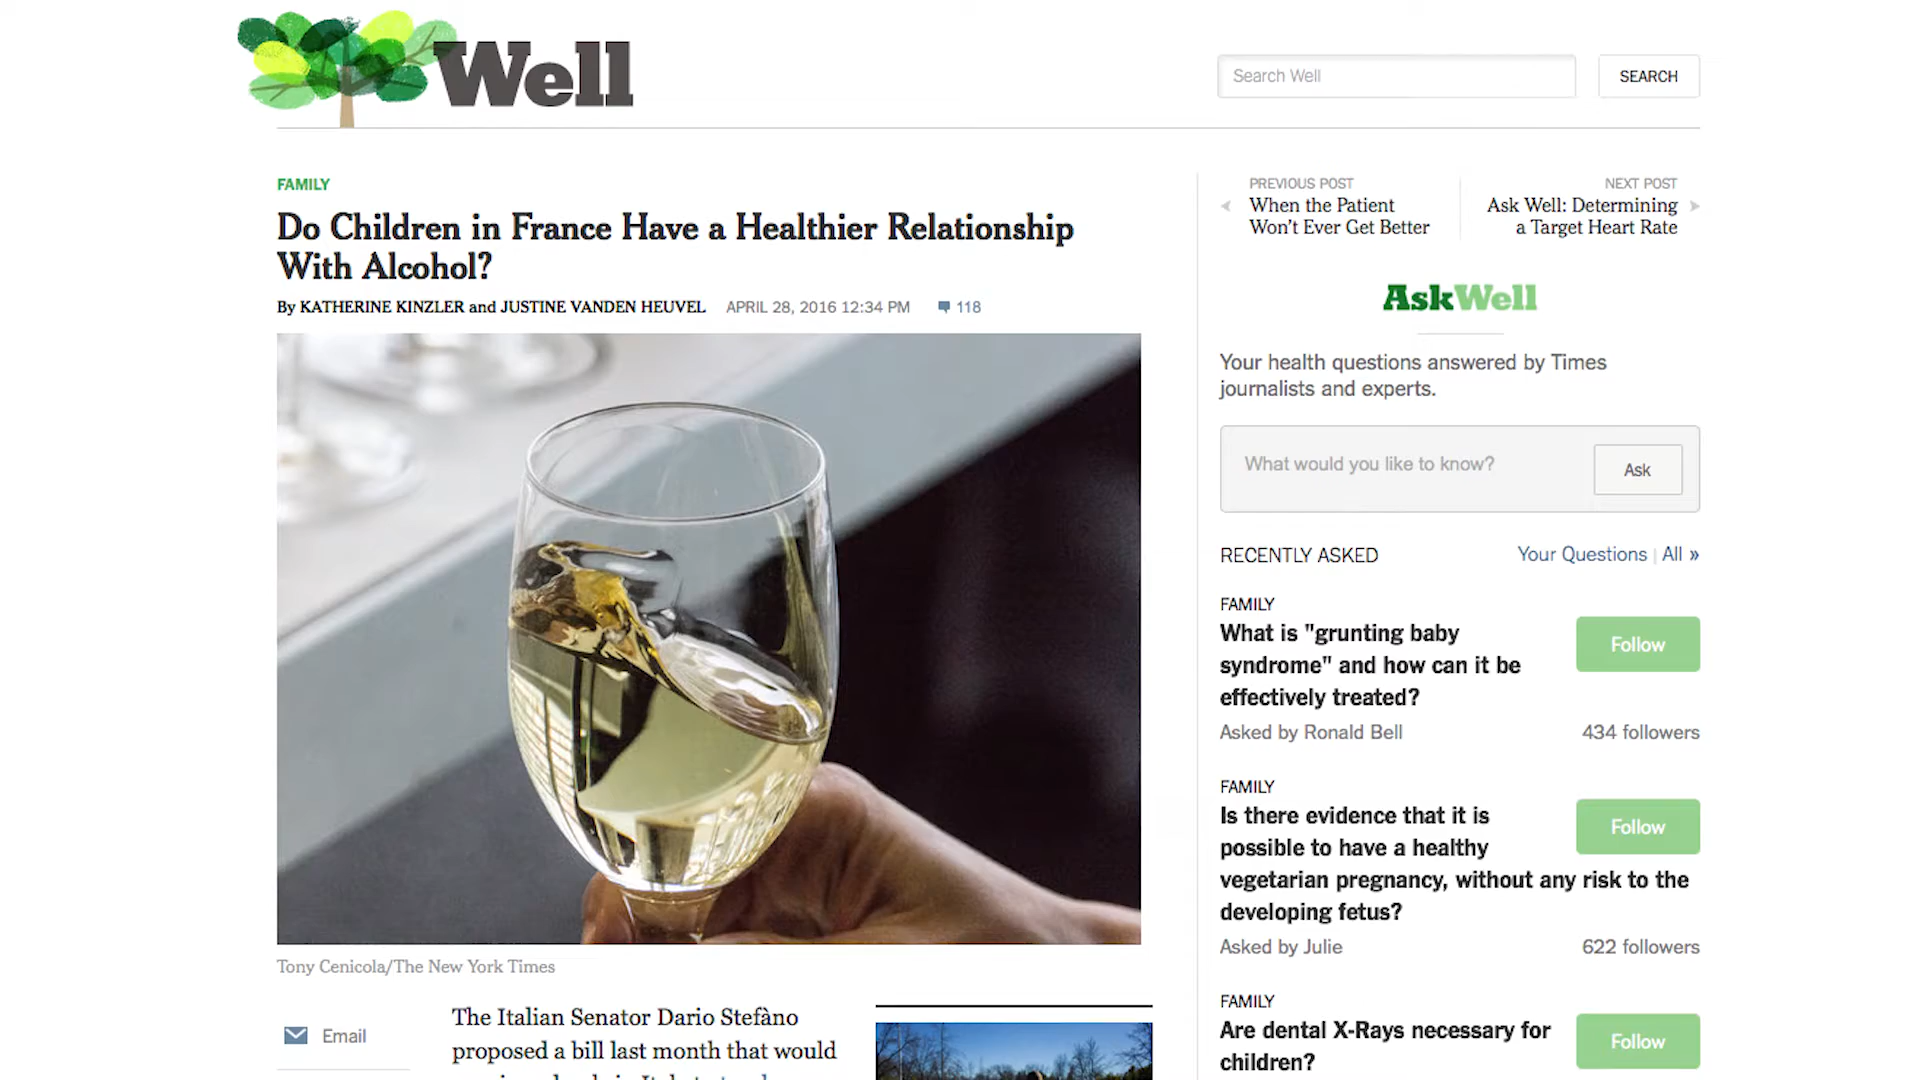 Well
Search Well
SEARCH
FAMILY
Do Children in France Have a Healthier Relationship
With Alcohol?
By KATHERINE KINZLER and JUSTINE VANDEN HEUVEL APRIL 28, 2016 12:34 PM 118
Tony Cenicola/The New York Times
Email
The Italian Senator Dario Stefàno
proposed a bill last month that would
PREVIOUS POST
When the Patient
Won't Ever Get Better
NEXT POST
Ask Well: Determining
a Target Heart Rate
AskWell
Your health questions answered by Times
journalists and experts.
What would you like to know?
Ask
RECENTLY ASKED
Your Questions | All »
FAMILY
What is "grunting baby
syndrome" and how can it be
effectively treated?
Follow
Asked by Ronald Bell
434 followers
FAMILY
Is there evidence that it is
possible to have a healthy
vegetarian pregnancy, without any risk to the
developing fetus?
Follow
Asked by Julie
622 followers
FAMILY
Are dental X-Rays necessary for
children?
Follow